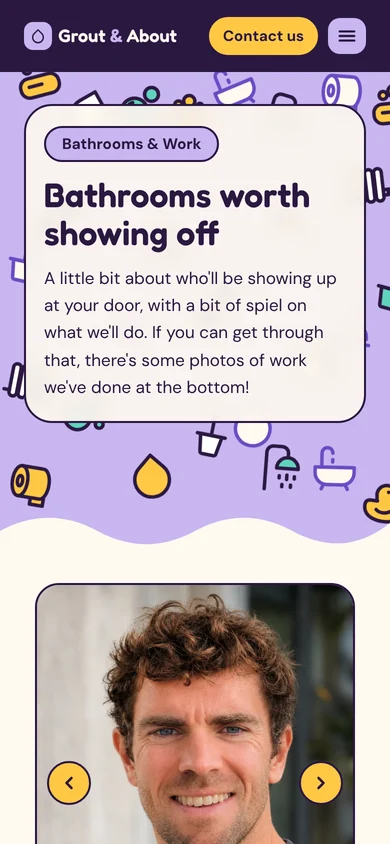 Grout & About
Contact us
Bathrooms & Work
Bathrooms worth
showing off
A little bit about who'll be showing up
at your door, with a bit of spiel on
what we'll do. If you can get through
that, there's some photos of work
we've done at the bottom!